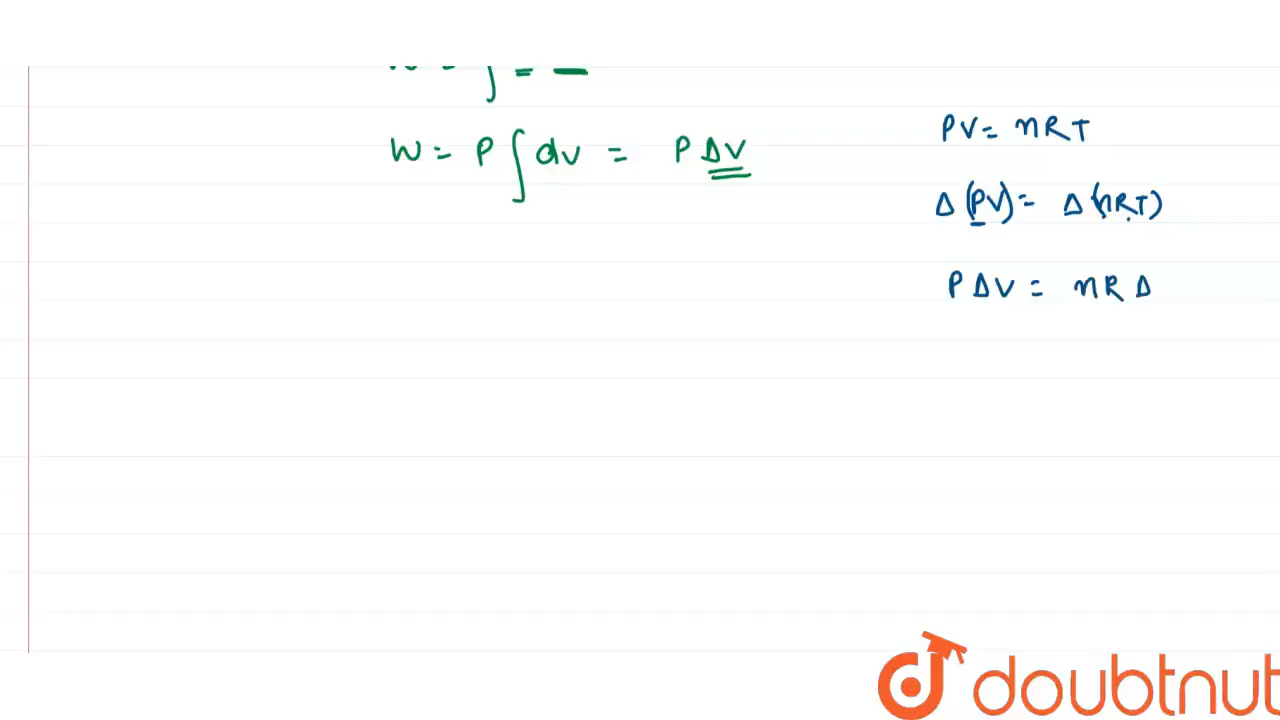 W = P ∫ dv = P ΔV
PV = nRT
Δ(PV) = Δ(nRT)
PΔV = nRΔ
doubtnut